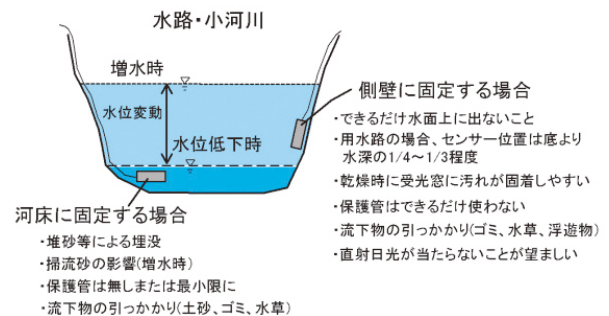 水路・小河川
増水時
水位変動
水位低下時
側壁に固定する場合
・できるだけ水面上に出ないこと
・用水路の場合、センサー位置は底より
水深の1/4～1/3程度
・乾燥時に受光窓に汚れが固着しやすい
・保護管はできるだけ使わない
・流下物の引っかかり(ゴミ、水草、浮遊物)
・直射日光が当たらないことが望ましい
河床に固定する場合
・堆砂等による埋没
・掃流砂の影響(増水時)
・保護管は無しまたは最小限に
・流下物の引っかかり(土砂、ゴミ、水草)